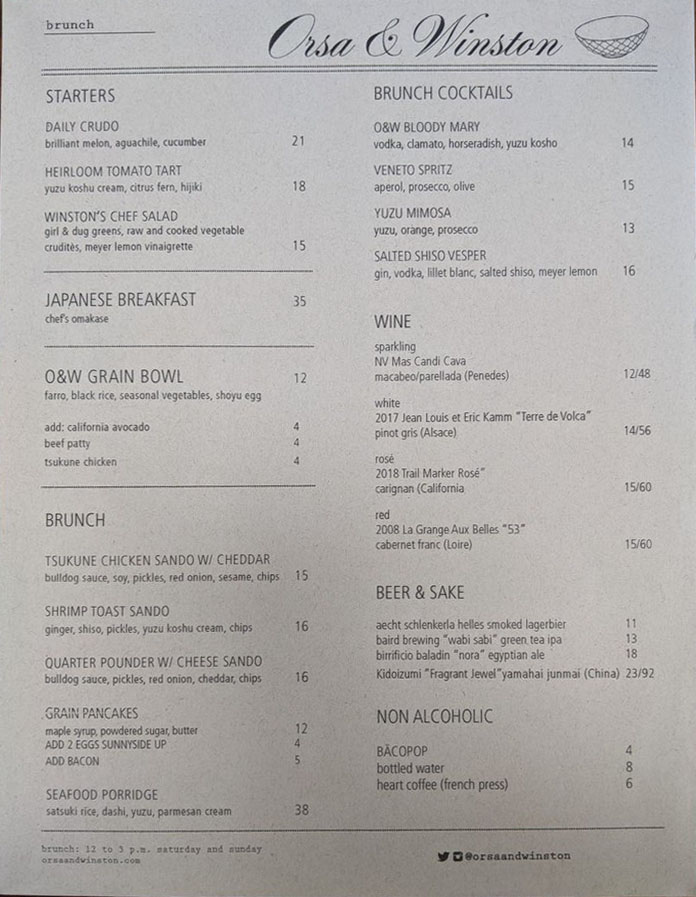 brunch
Orsa & Winston
STARTERS
DAILY CRUDO
brilliant melon, aguachile, cucumber 21
HEIRLOOM TOMATO TART
yuzu koshu cream, citrus fern, hijiki 18
WINSTON'S CHEF SALAD
girl & dug greens, raw and cooked vegetable
crudités, meyer lemon vinaigrette 15
JAPANESE BREAKFAST 35
chef's omakase
O&W GRAIN BOWL 12
farro, black rice, seasonal vegetables, shoyu egg
add: california avocado 4
beef patty 4
tsukune chicken 4
BRUNCH
TSUKUNE CHICKEN SANDO W/ CHEDDAR
bulldog sauce, soy, pickles, red onion, sesame, chips 15
SHRIMP TOAST SANDO
ginger, shiso, pickles, yuzu koshu cream, chips 16
QUARTER POUNDER W/ CHEESE SANDO
bulldog sauce, pickles, red onion, cheddar, chips 16
GRAIN PANCAKES
maple syrup, powdered sugar, butter 12
ADD 2 EGGS SUNNYSIDE UP 4
ADD BACON 5
SEAFOOD PORRIDGE
satsuki rice, dashi, yuzu, parmesan cream 38
BRUNCH COCKTAILS
O&W BLOODY MARY
vodka, clamato, horseradish, yuzu kosho 14
VENETO SPRITZ
aperol, prosecco, olive 15
YUZU MIMOSA
yuzu, orange, prosecco 13
SALTED SHISO VESPER
gin, vodka, lillet blanc, salted shiso, meyer lemon 16
WINE
sparkling
NV Mas Candi Cava
macabeo/parellada (Penedes) 12/48
white
2017 Jean Louis et Eric Kamm "Terre de Volca"
pinot gris (Alsace) 14/56
rosé
2018 Trail Marker Rosé"
carignan (California 15/60
red
2008 La Grange Aux Belles "53"
cabernet franc (Loire) 15/60
BEER & SAKE
aecht schlenkerla helles smoked lagerbier 11
baird brewing "wabi sabi" green tea ipa 13
birrificio baladin "nora" egyptian ale 18
Kidoizumi "Fragrant Jewel"yamahai junmai (China) 23/92
NON ALCOHOLIC
BÄCOPOP 4
bottled water 8
heart coffee (french press) 6
brunch: 12 to 3 p.m. saturday and sunday
orsaandwinston.com
@orsaandwinston